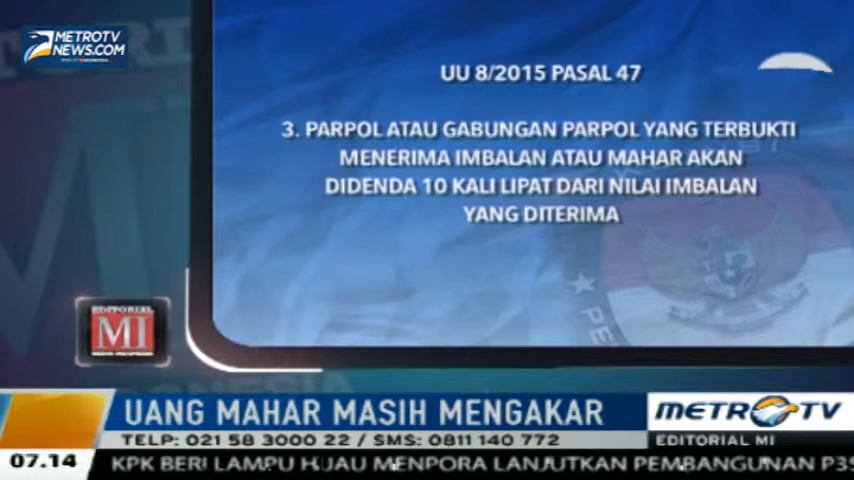 METROTV
NEWS.COM
UU 8/2015 PASAL 47
3. PARPOL ATAU GABUNGAN PARPOL YANG TERBUKTI
MENERIMA IMBALAN ATAU MAHAR AKAN
DIDENDA 10 KALI LIPAT DARI NILAI IMBALAN
YANG DITERIMA
EDITORIAL
MI
UANG MAHAR MASIH MENGAKAR
METRO TV
TELP: 021 58 3000 22 / SMS: 0811 140 772
EDITORIAL MI
07.14
KPK BERI LAMPU HIJAU MENPORA LANJUTKAN PEMBANGUNAN P3S